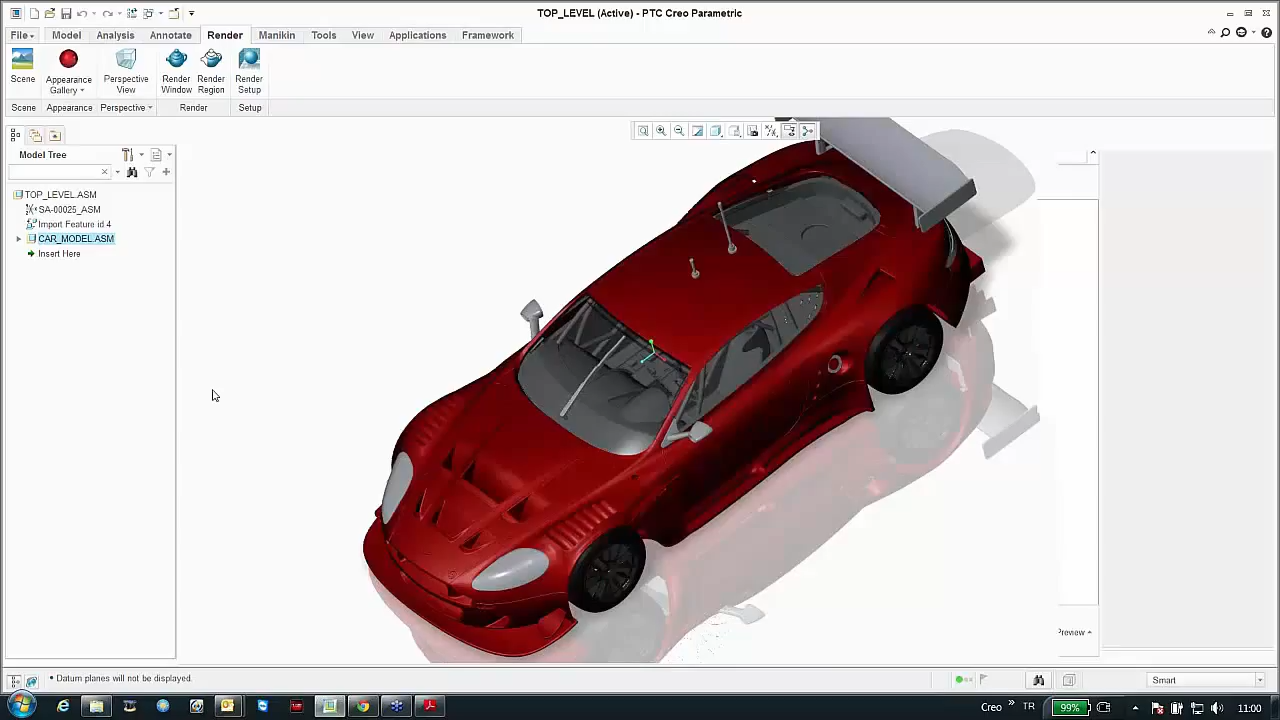 TOP_LEVEL (Active) - PTC Creo Parametric
File Model Analysis Annotate Render Manikin Tools View Applications Framework
Scene Appearance Gallery Perspective View Render Window Render Region Render Setup
Scene Appearance Perspective Render Setup
Model Tree
TOP_LEVEL.ASM
SA-00025_ASM
Import Feature id 4
CAR_MODEL.ASM
Insert Here
Preview
• Datum planes will not be displayed.
Smart
Creo » TR 99% 11:00